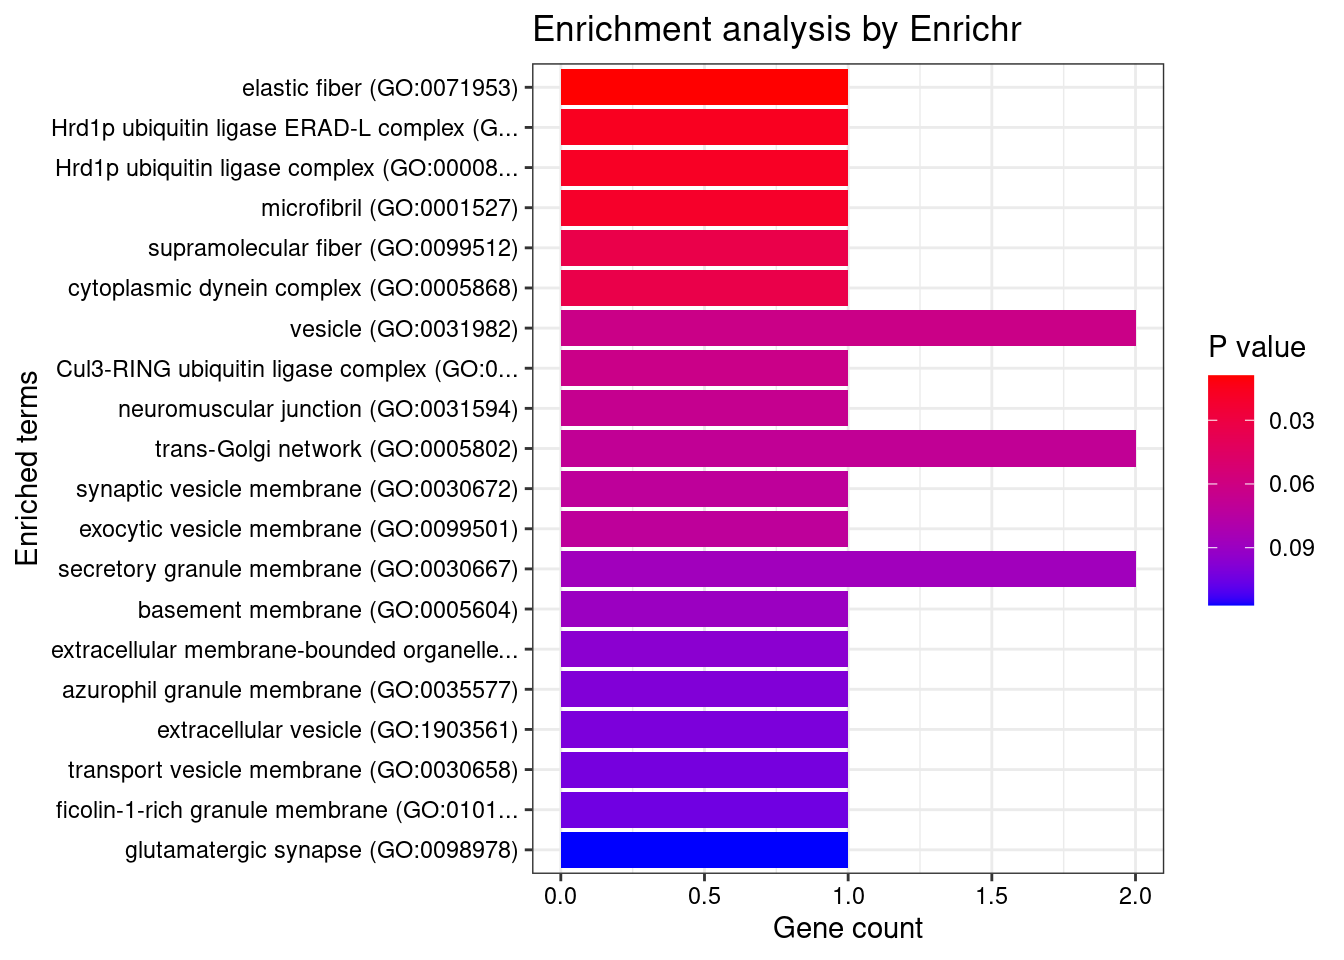 Enrichment analysis by Enrichr
elastic fiber (GO:0071953)
Hrd1p ubiquitin ligase ERAD-L complex (G...
Hrd1p ubiquitin ligase complex (GO:00008...
microfibril (GO:0001527)
supramolecular fiber (GO:0099512)
cytoplasmic dynein complex (GO:0005868)
vesicle (GO:0031982)
Cul3-RING ubiquitin ligase complex (GO:0...
neuromuscular junction (GO:0031594)
trans-Golgi network (GO:0005802)
synaptic vesicle membrane (GO:0030672)
exocytic vesicle membrane (GO:0099501)
secretory granule membrane (GO:0030667)
basement membrane (GO:0005604)
extracellular membrane-bounded organelle...
azurophil granule membrane (GO:0035577)
extracellular vesicle (GO:1903561)
transport vesicle membrane (GO:0030658)
ficolin-1-rich granule membrane (GO:0101...
glutamatergic synapse (GO:0098978)
Enriched terms
0.0 0.5 1.0 1.5 2.0
Gene count
P value
0.03
0.06
0.09